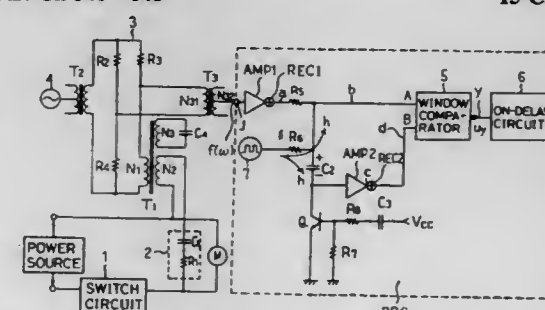 3
4
T2
R2
R3
R4
N1
N3
C4
N2
T1
T3
N31
f(ω)
AMP1
REC1
a
R5
b
R6
7
h
h
C2
AMP2
REC2
c
d
Q
R8
C3
Vcc
R7
5
A
B
WINDOW
COMPA-
RATOR
y
uy
6
ON-DELAY
CIRCUIT
POWER
SOURCE
1
SWITCH
CIRCUIT
2
R1
M